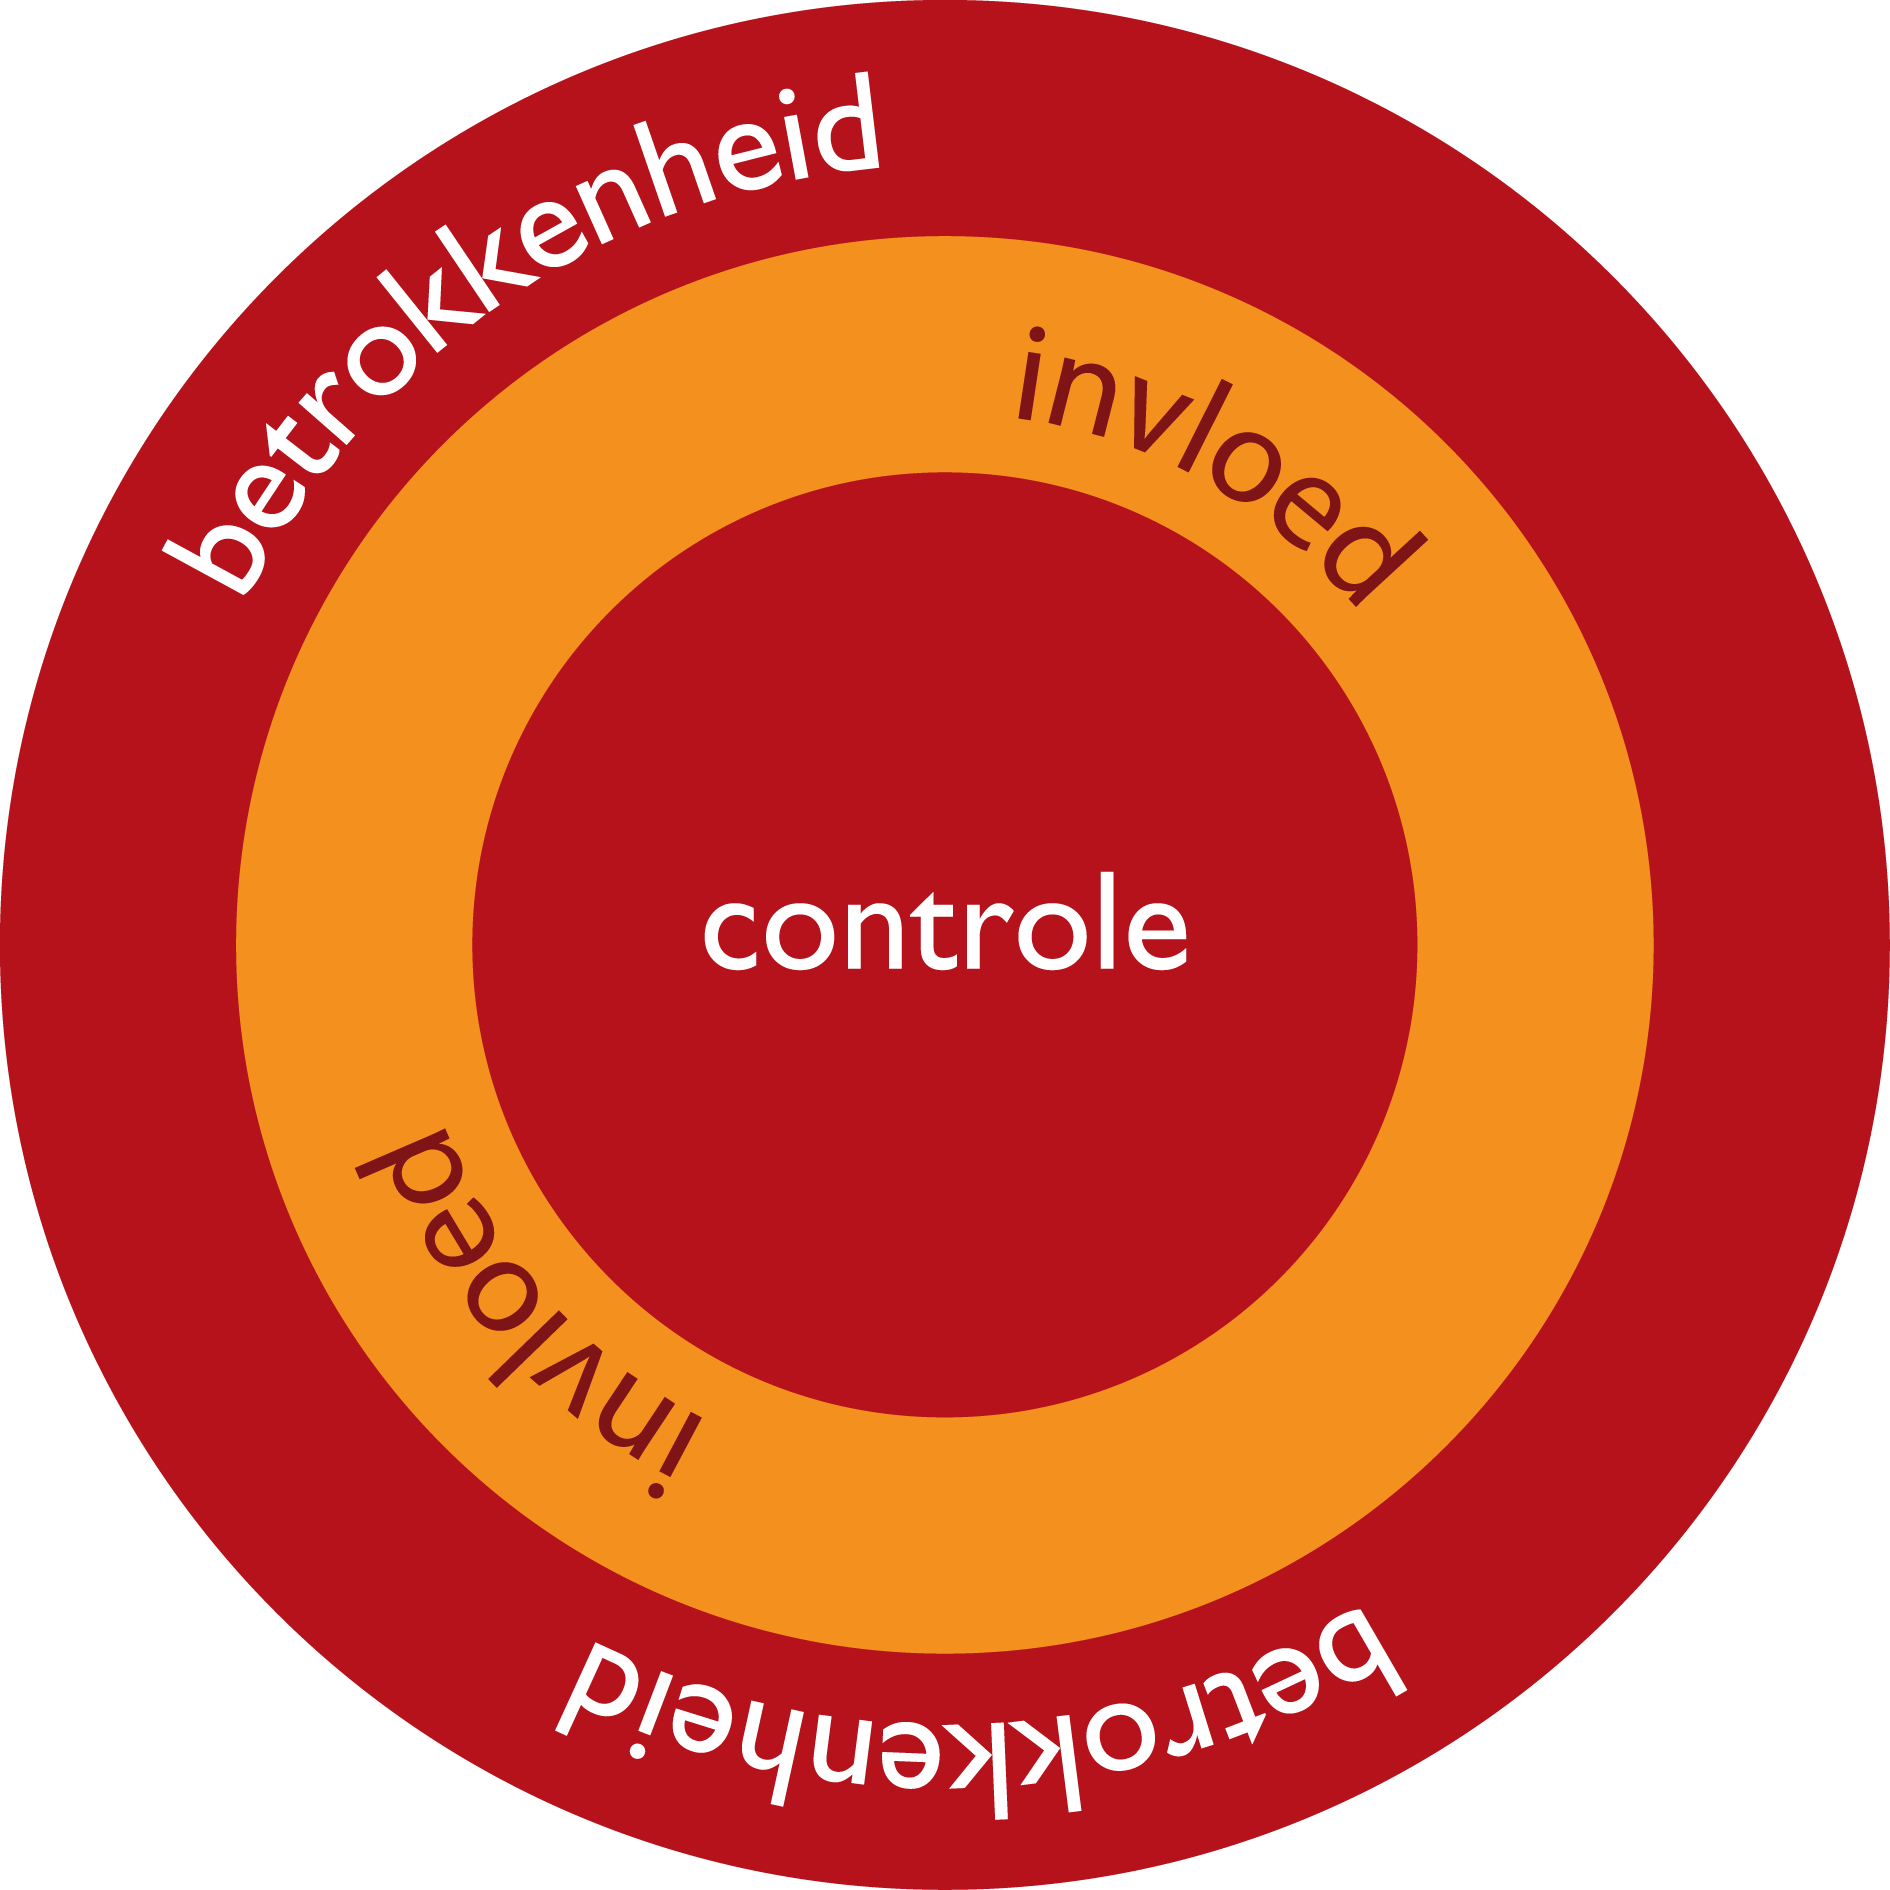 betrokkenheid
invloed
controle
invloed
betrokkenheid